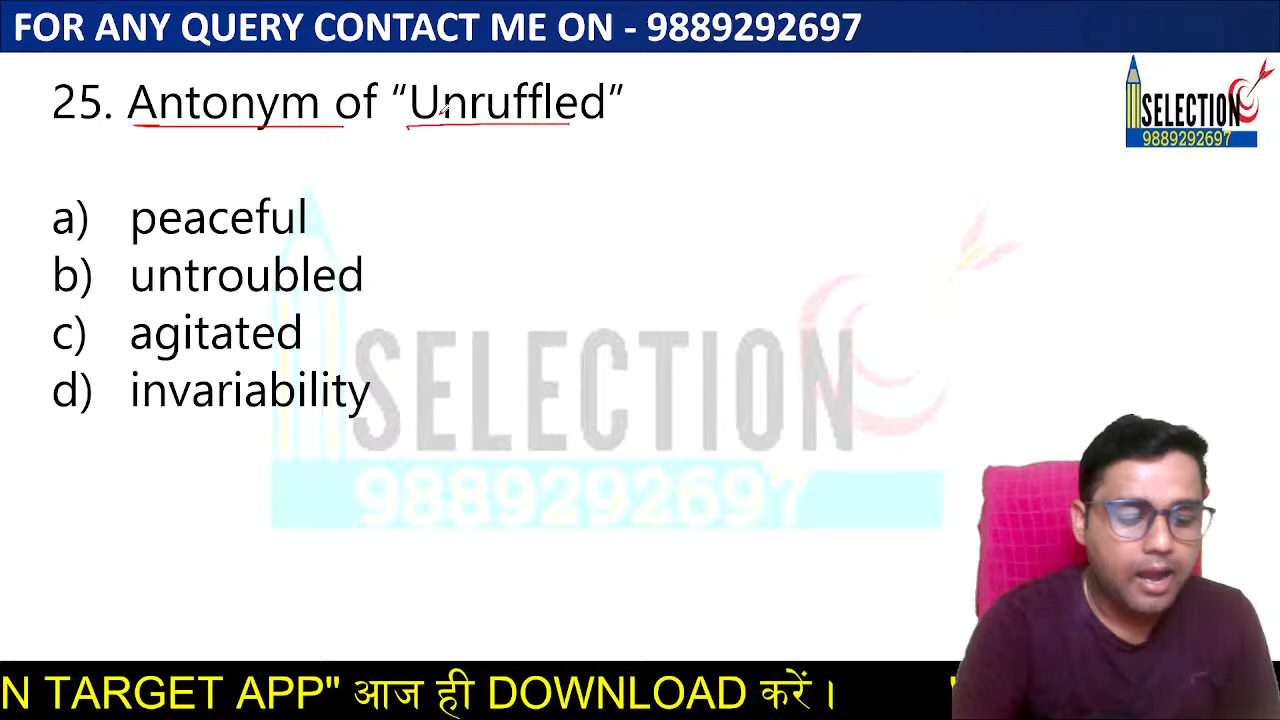 FOR ANY QUERY CONTACT ME ON - 9889292697
25. Antonym of “Unruffled”
SELECTION
9889292697
a) peaceful
b) untroubled
c) agitated
d) invariability
SELECTION
9889292697
N TARGET APP" आज ही DOWNLOAD करें।